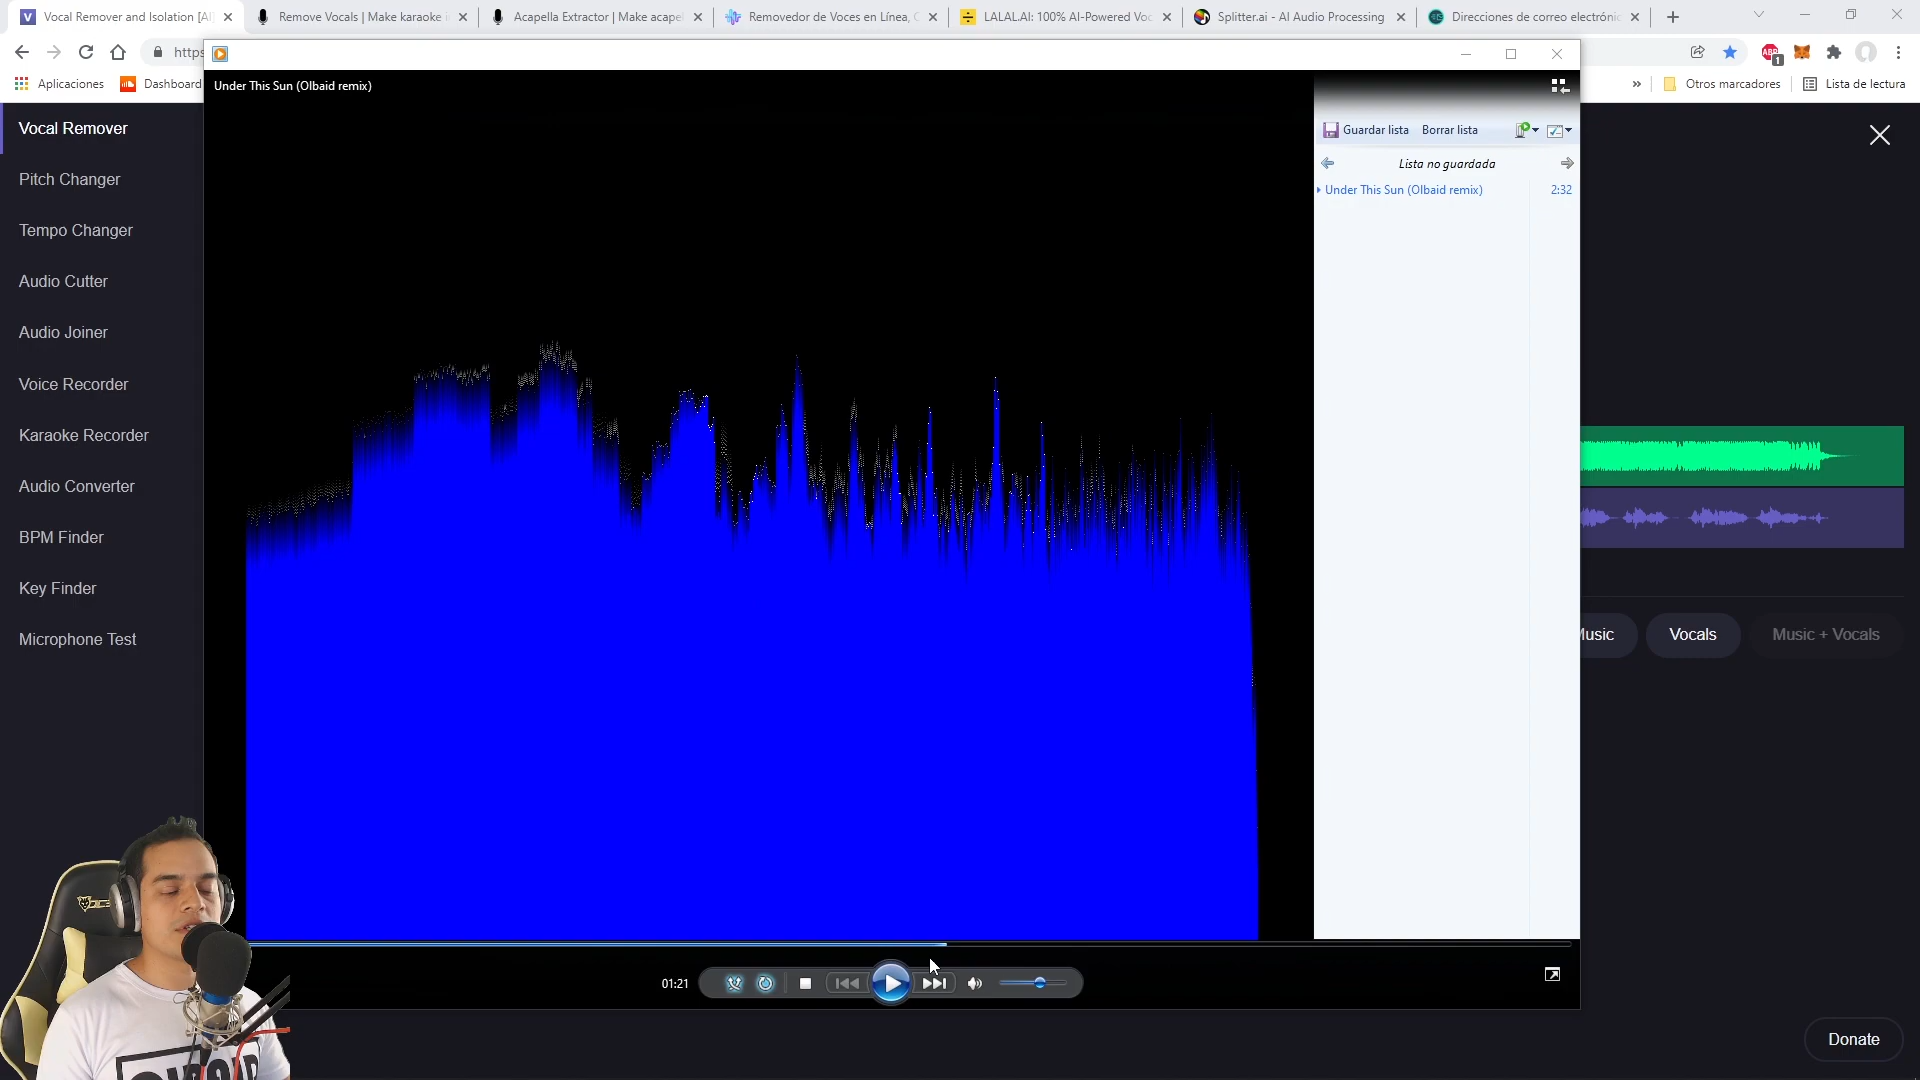 Vocal Remover and Isolation [AI]
Remove Vocals | Make karaoke i
Acapella Extractor | Make acape
Removedor de Voces en Línea, C
LALAL.AI: 100% AI-Powered Voc
Splitter.ai - AI Audio Processing
Direcciones de correo electrónic
https
ABP
1
Aplicaciones
Dashboard
»
Otros marcadores
Lista de lectura
Under This Sun (Olbaid remix)
Guardar lista
Borrar lista
Lista no guardada
Under This Sun (Olbaid remix)
2:32
Vocal Remover
Pitch Changer
Tempo Changer
Audio Cutter
Audio Joiner
Voice Recorder
Karaoke Recorder
Audio Converter
BPM Finder
Key Finder
Microphone Test
Music
Vocals
Music + Vocals
01:21
Donate